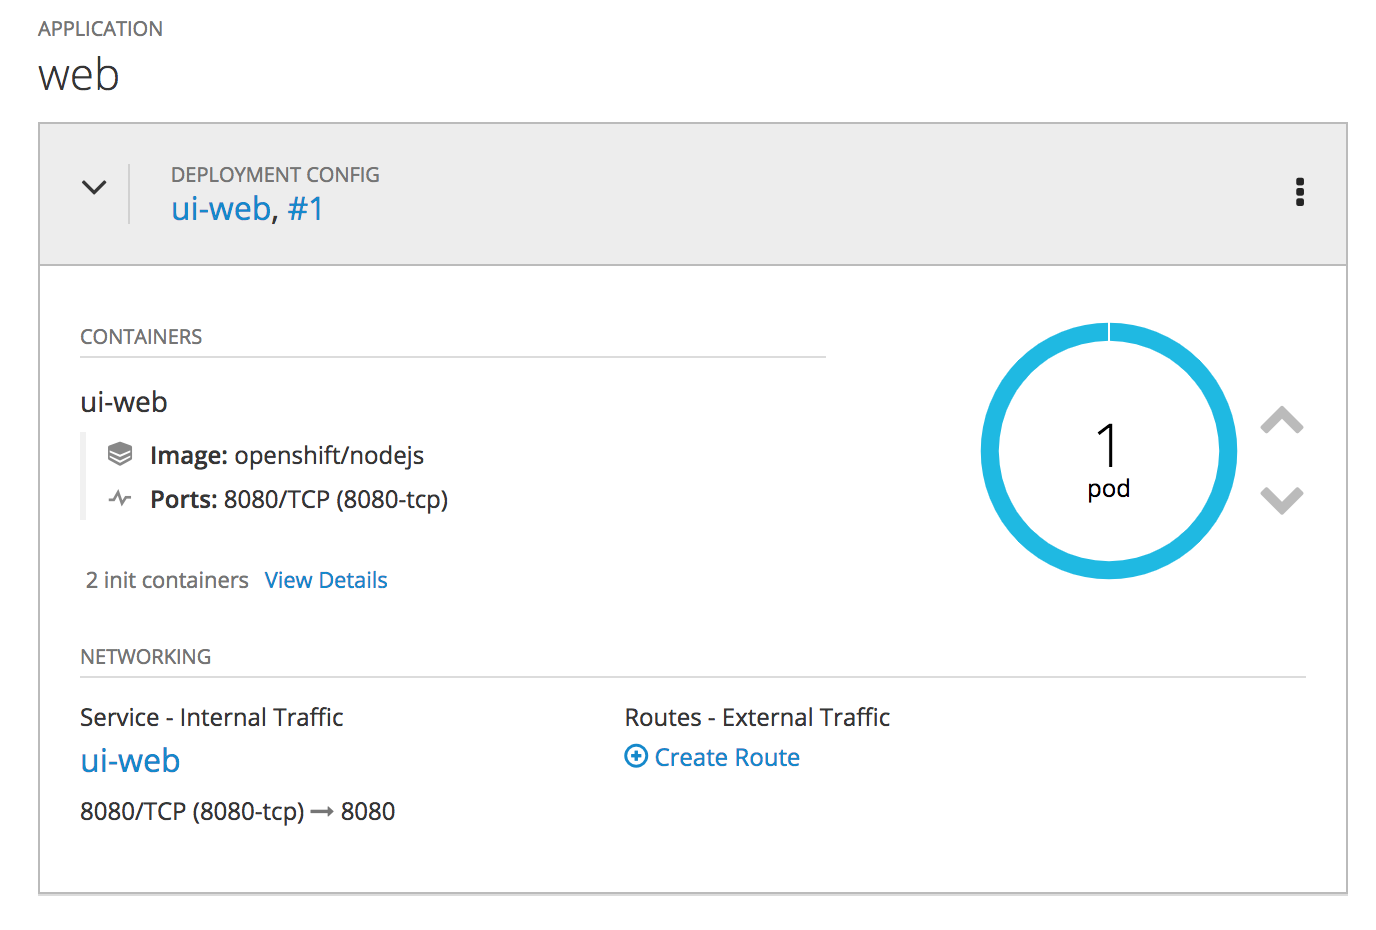 APPLICATION
web
DEPLOYMENT CONFIG
ui-web, #1
CONTAINERS
ui-web
Image: openshift/nodejs
Ports: 8080/TCP (8080-tcp)
1
pod
2 init containers View Details
NETWORKING
Service - Internal Traffic
ui-web
8080/TCP (8080-tcp) → 8080
Routes - External Traffic
Create Route